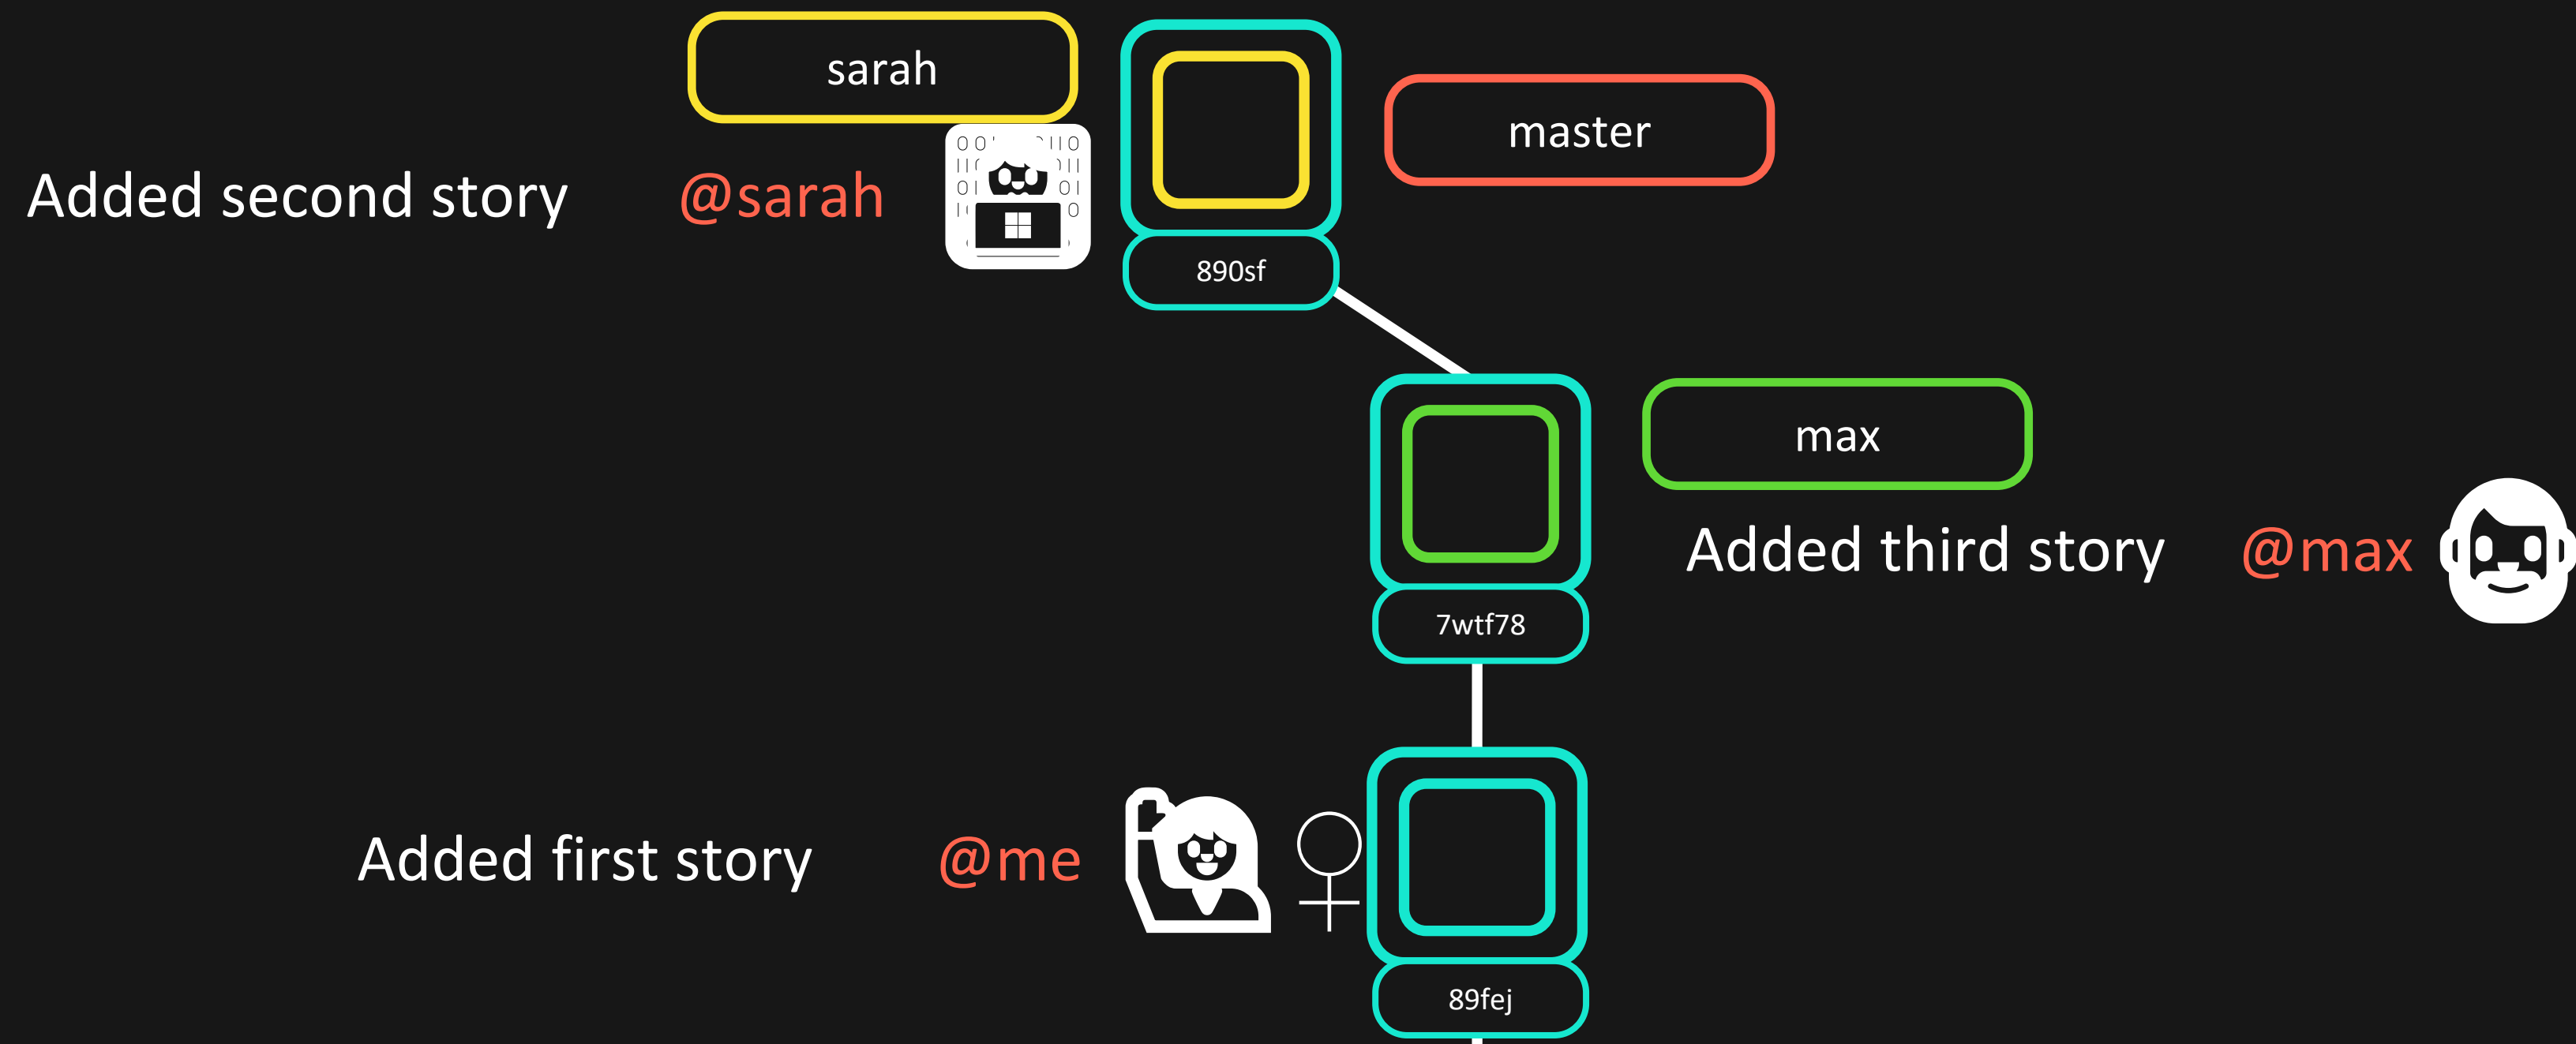 sarah
master
Added second story @sarah
890sf
max
Added third story @max
7wtf78
Added first story @me
89fej